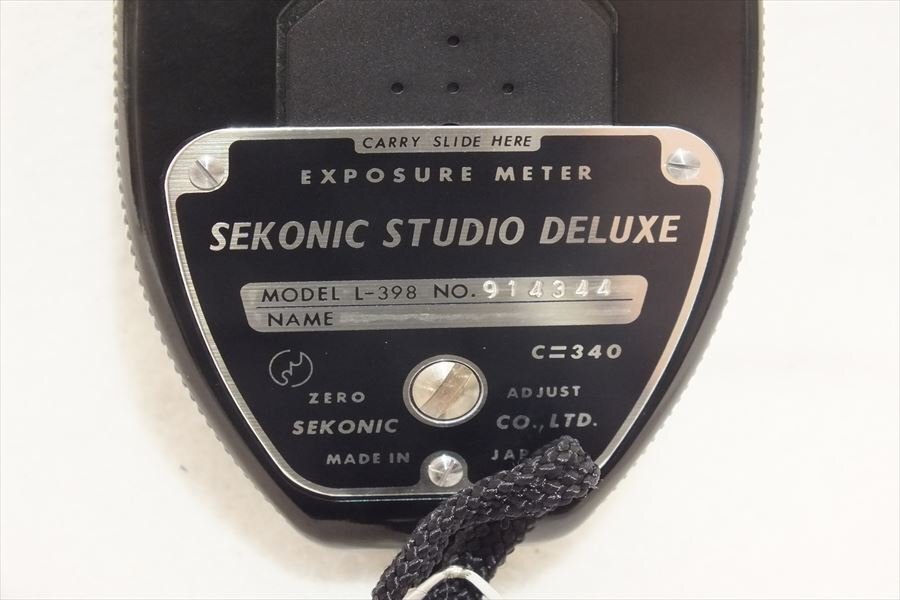 CARRY SLIDE HERE
EXPOSURE METER
SEKONIC STUDIO DELUXE
MODEL L-398 NO. 914344
NAME
C=340
ZERO ADJUST
SEKONIC CO., LTD.
MADE IN